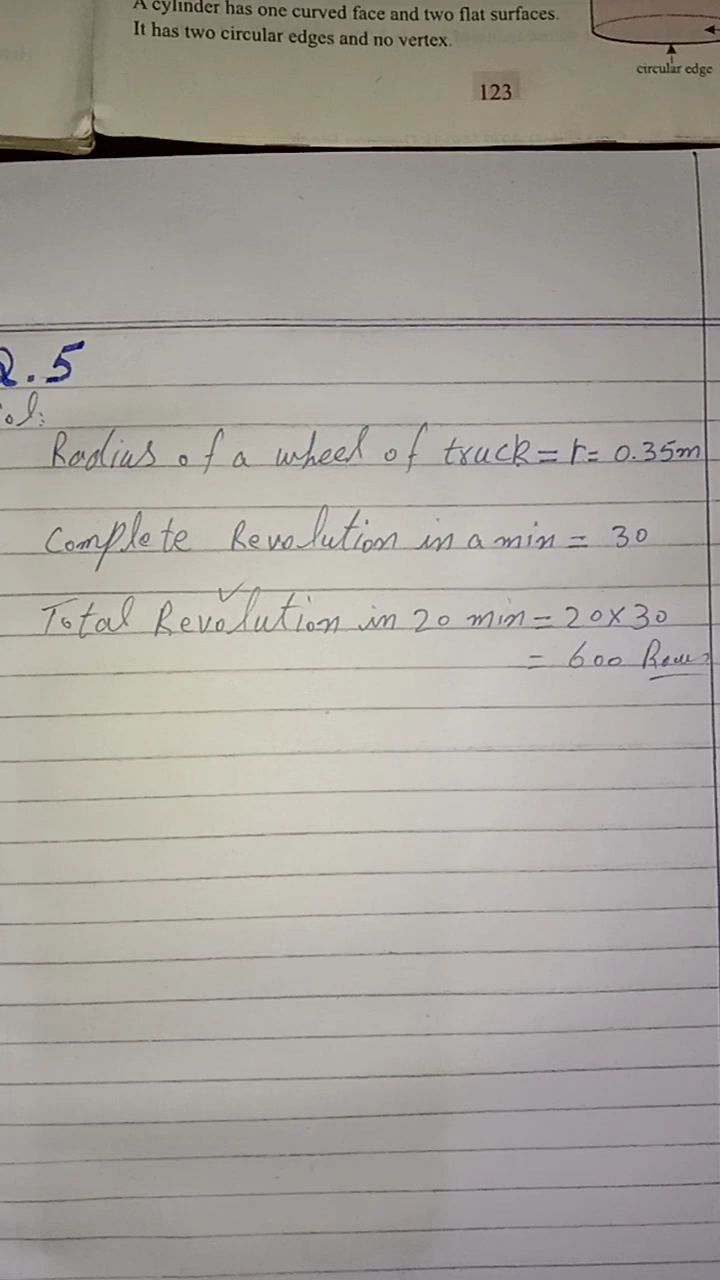 A cylinder has one curved face and two flat surfaces.
It has two circular edges and no vertex.
circular edge
123
Q.5
Sol:
Radius of a wheel of truck = r = 0.35m
Complete Revolution in a min = 30
Total Revolution in 20 min = 20 x 30
= 600